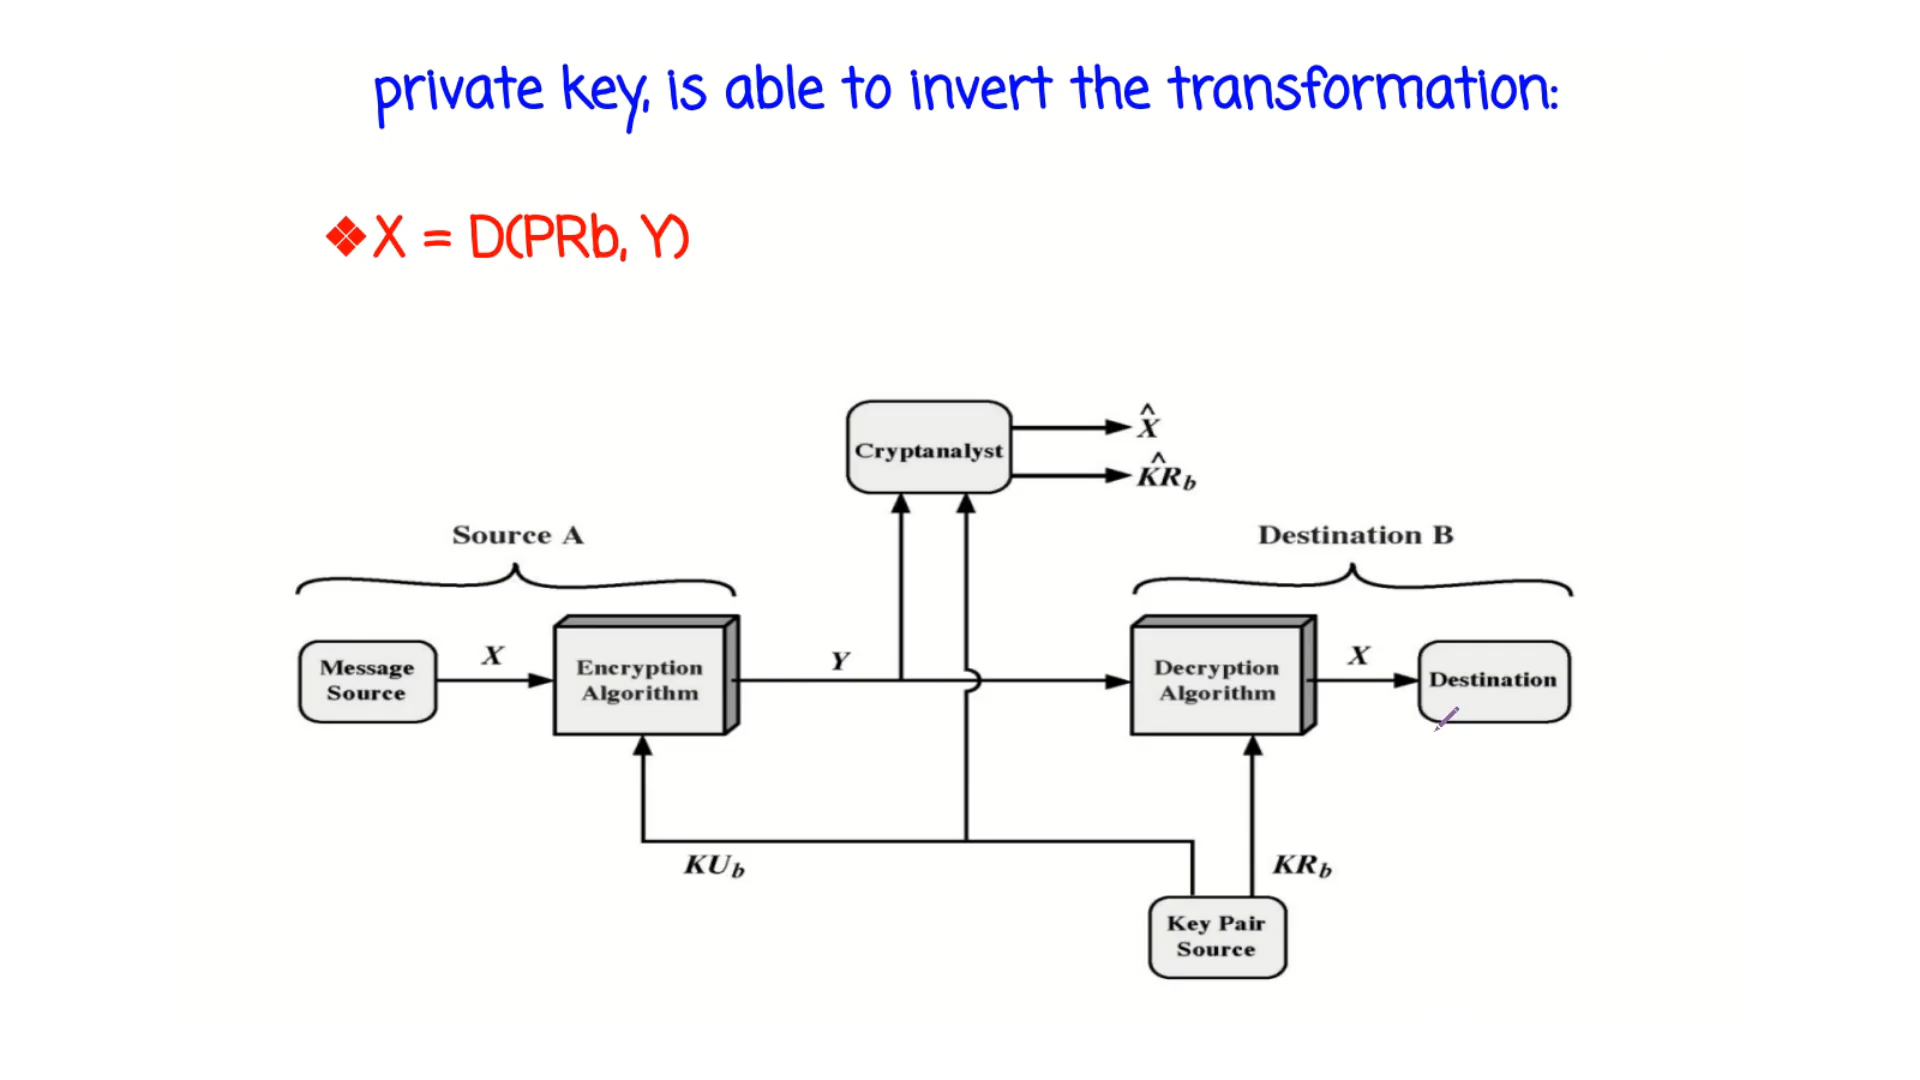 private key, is able to invert the transformation:
❖X = D(PRb, Y)
X̂
Cryptanalyst
K̂Rb
Source A
Destination B
X
Y
X
Message Source
Encryption Algorithm
Decryption Algorithm
Destination
KUb
KRb
Key Pair
Source